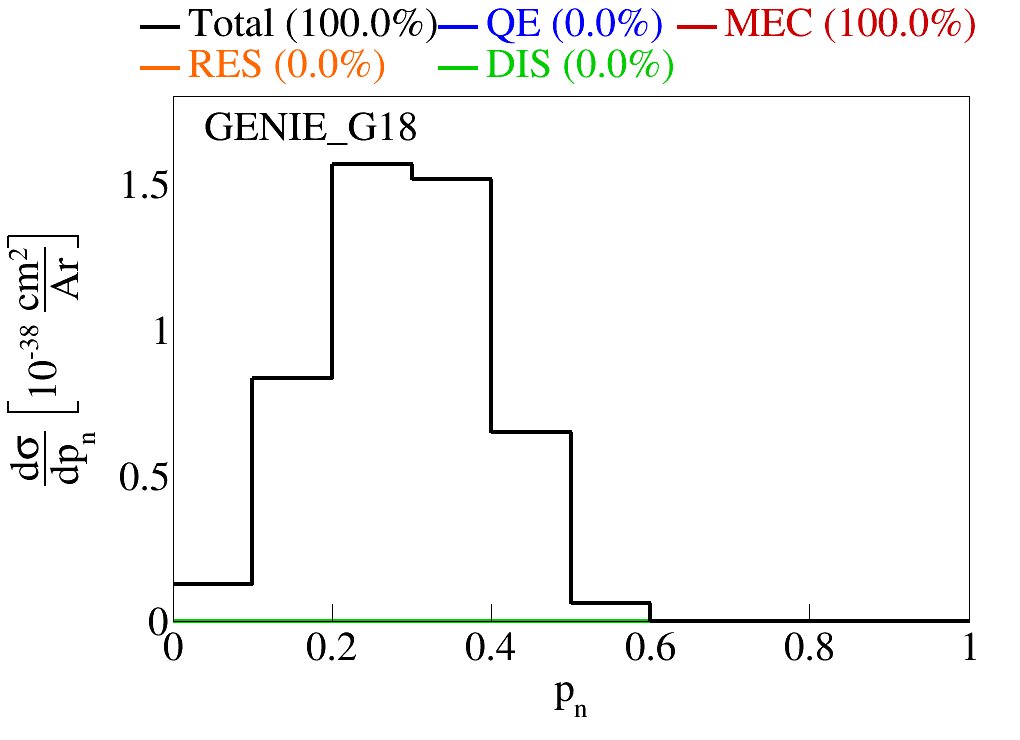 Total (100.0%) QE (0.0%) MEC (100.0%)
RES (0.0%) DIS (0.0%)
GENIE_G18
1.5
1
0.5
0
0 0.2 0.4 0.6 0.8 1
p_n
dσ/dp_n [10^-38 cm^2/Ar]